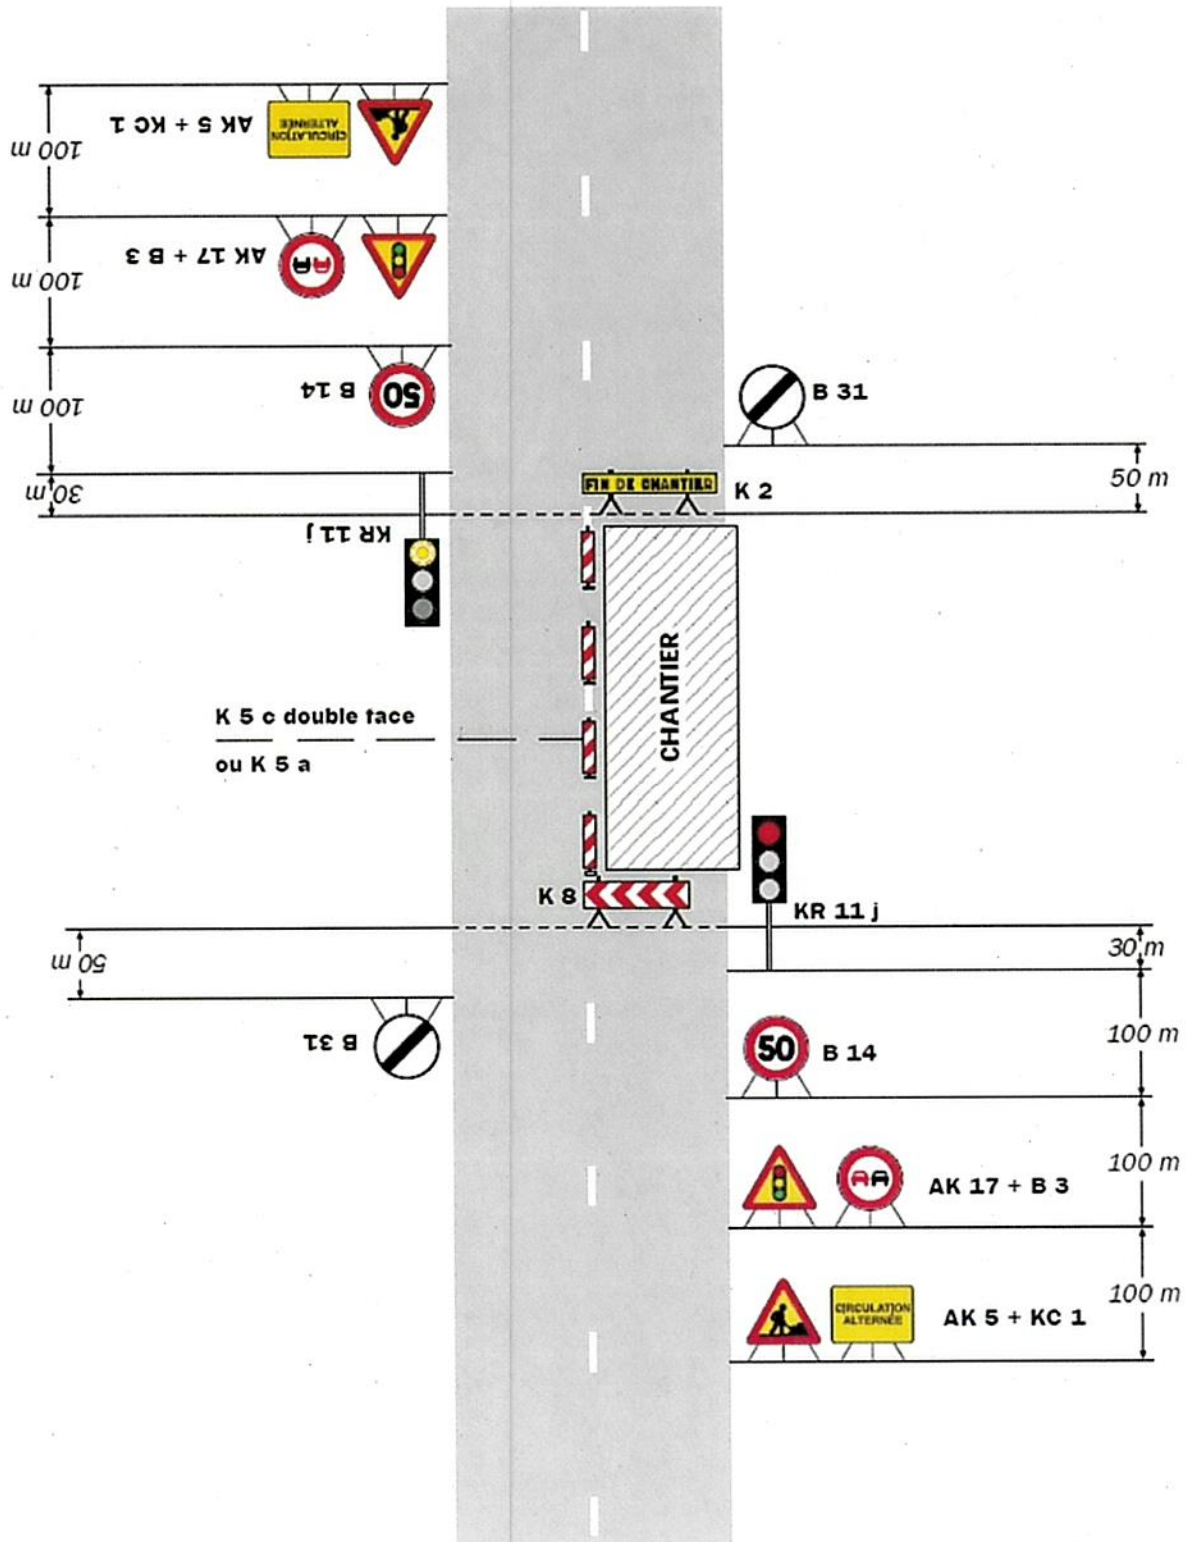 AK 5 + KC 1
CIRCULATION
ALTERNÉE
100 m
AK 17 + B 3
100 m
B 14
50
100 m
B 31
50 m
30 m
FIN DE CHANTIER
K 2
KR 11 j
CHANTIER
K 5 c double face
ou K 5 a
K 8
KR 11 j
30 m
50 m
B 31
50
B 14
100 m
AK 17 + B 3
100 m
CIRCULATION
ALTERNÉE
AK 5 + KC 1
100 m